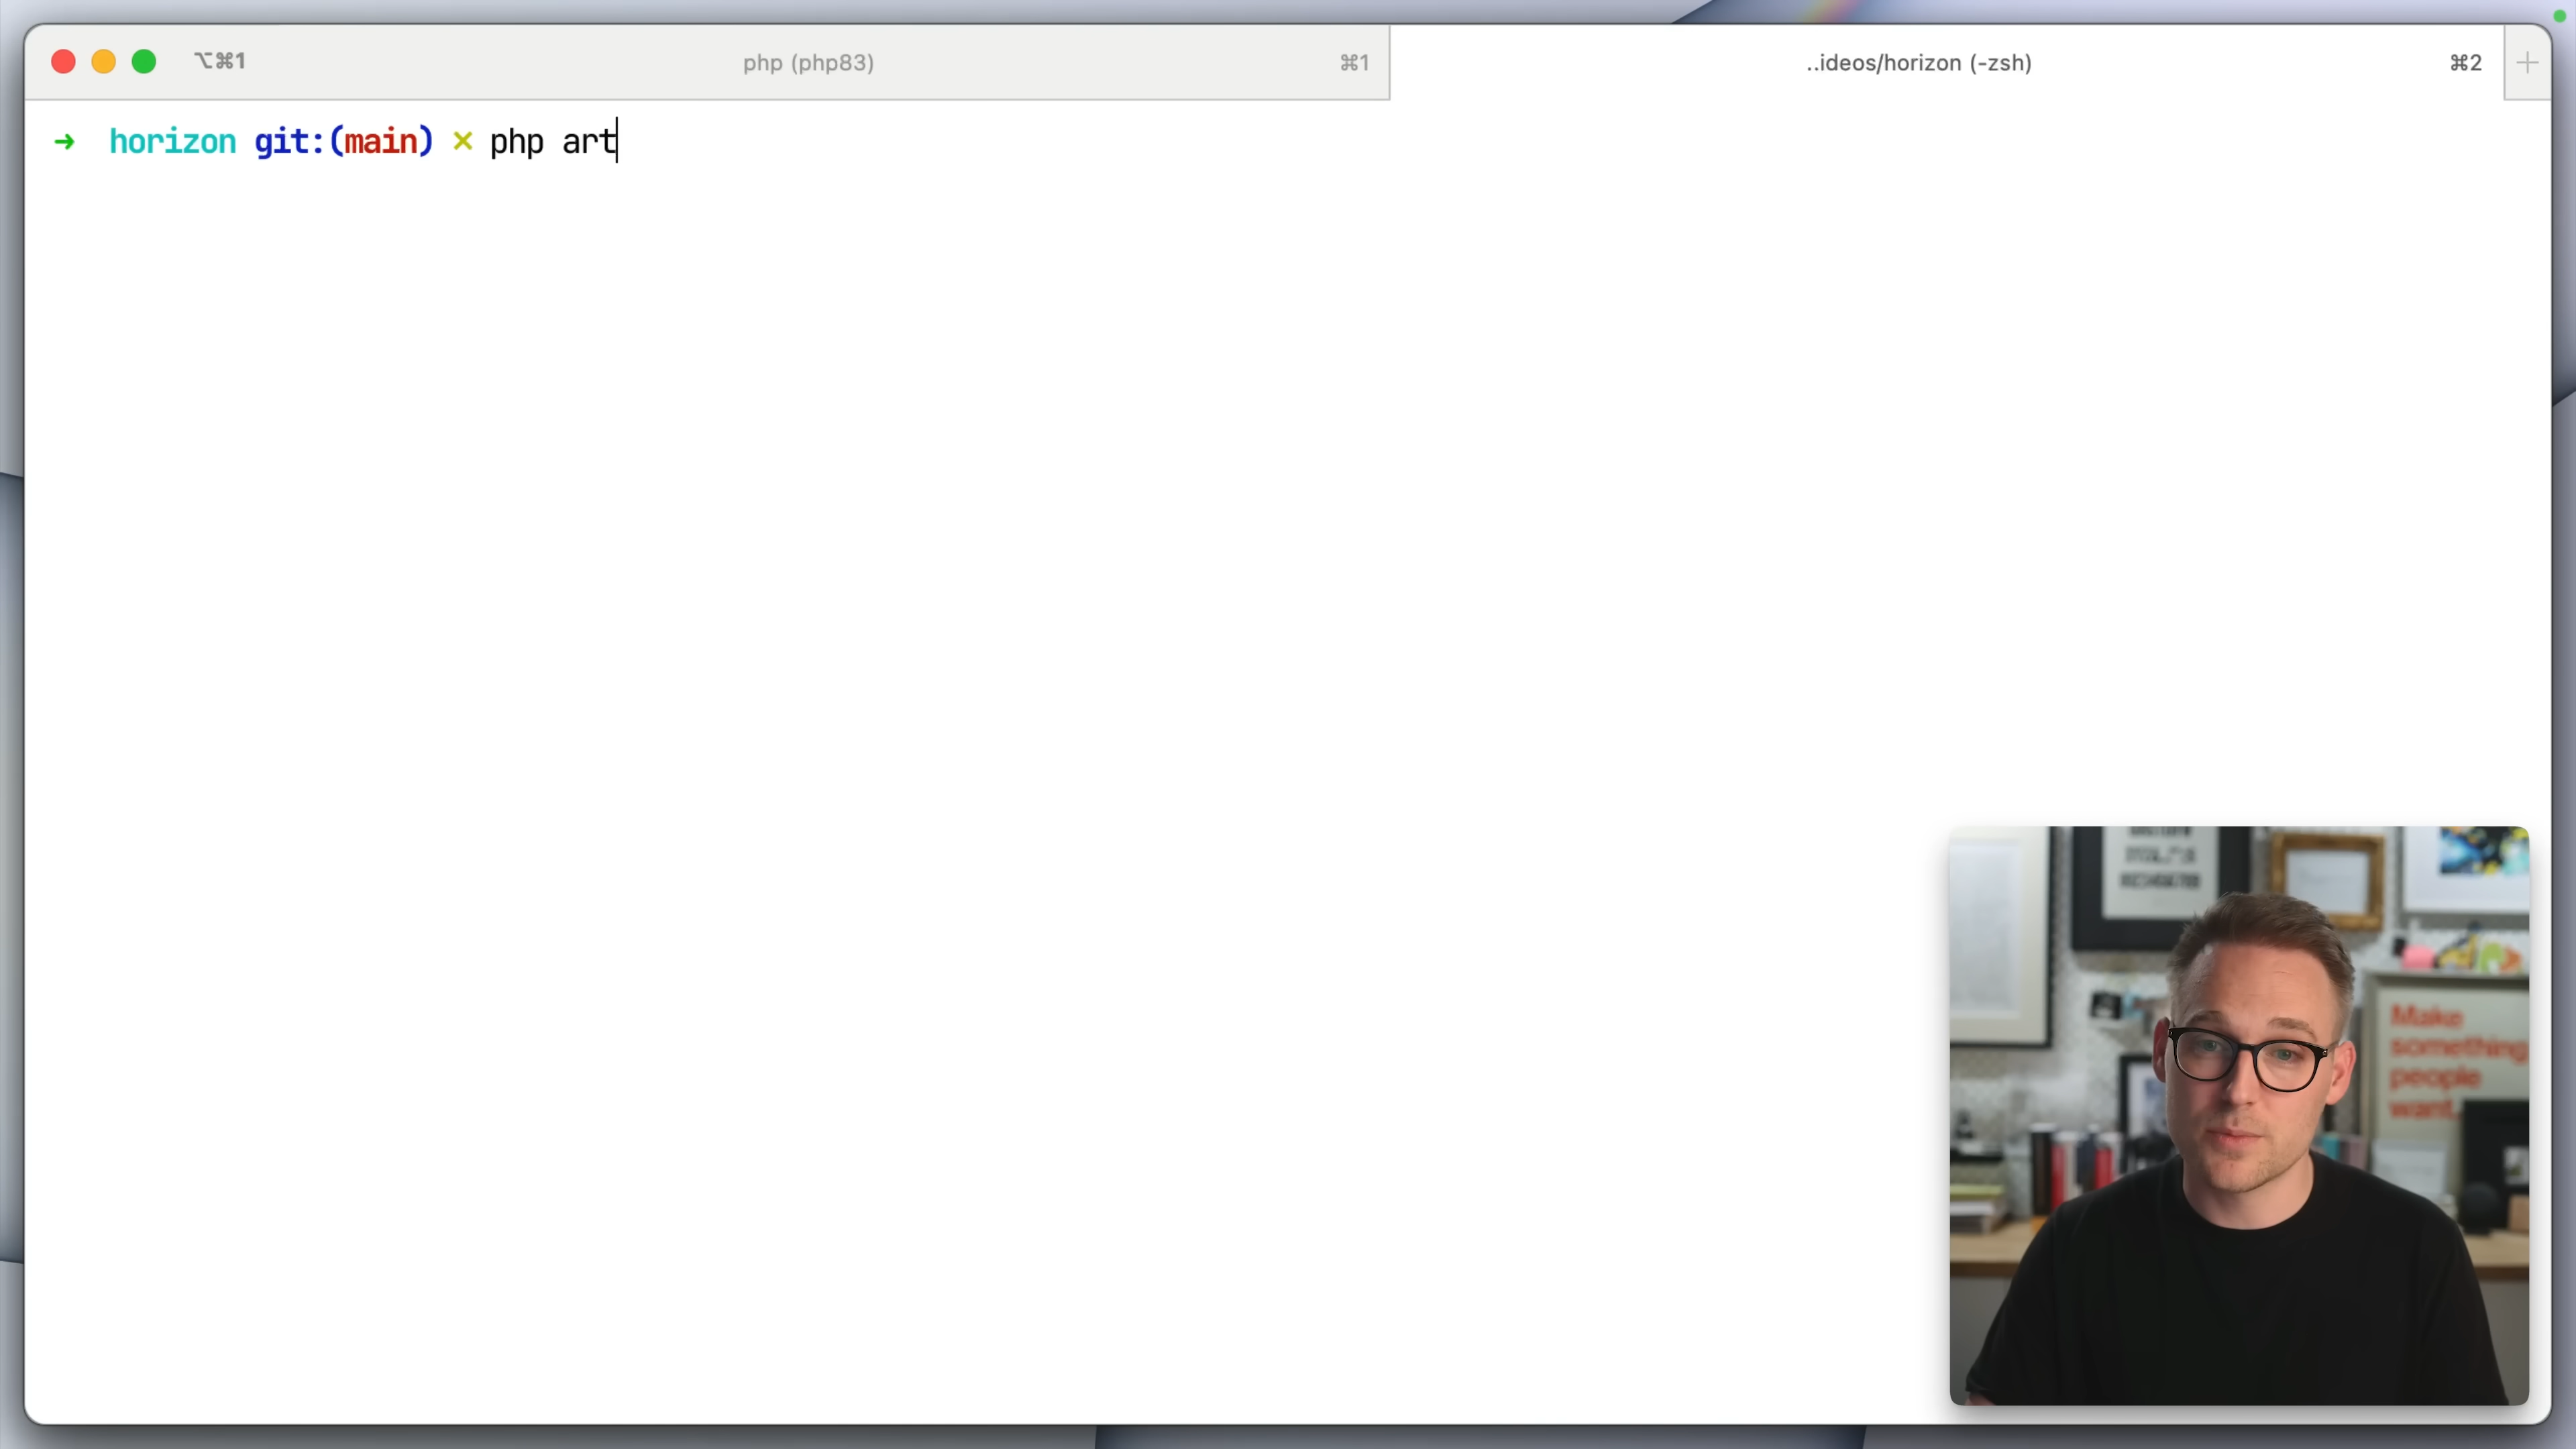 ⌥⌘1 php (php83) ⌘1 ..ideos/horizon (-zsh) ⌘2 +
➜ horizon git:(main) ✗ php art
Make
something
people
want.